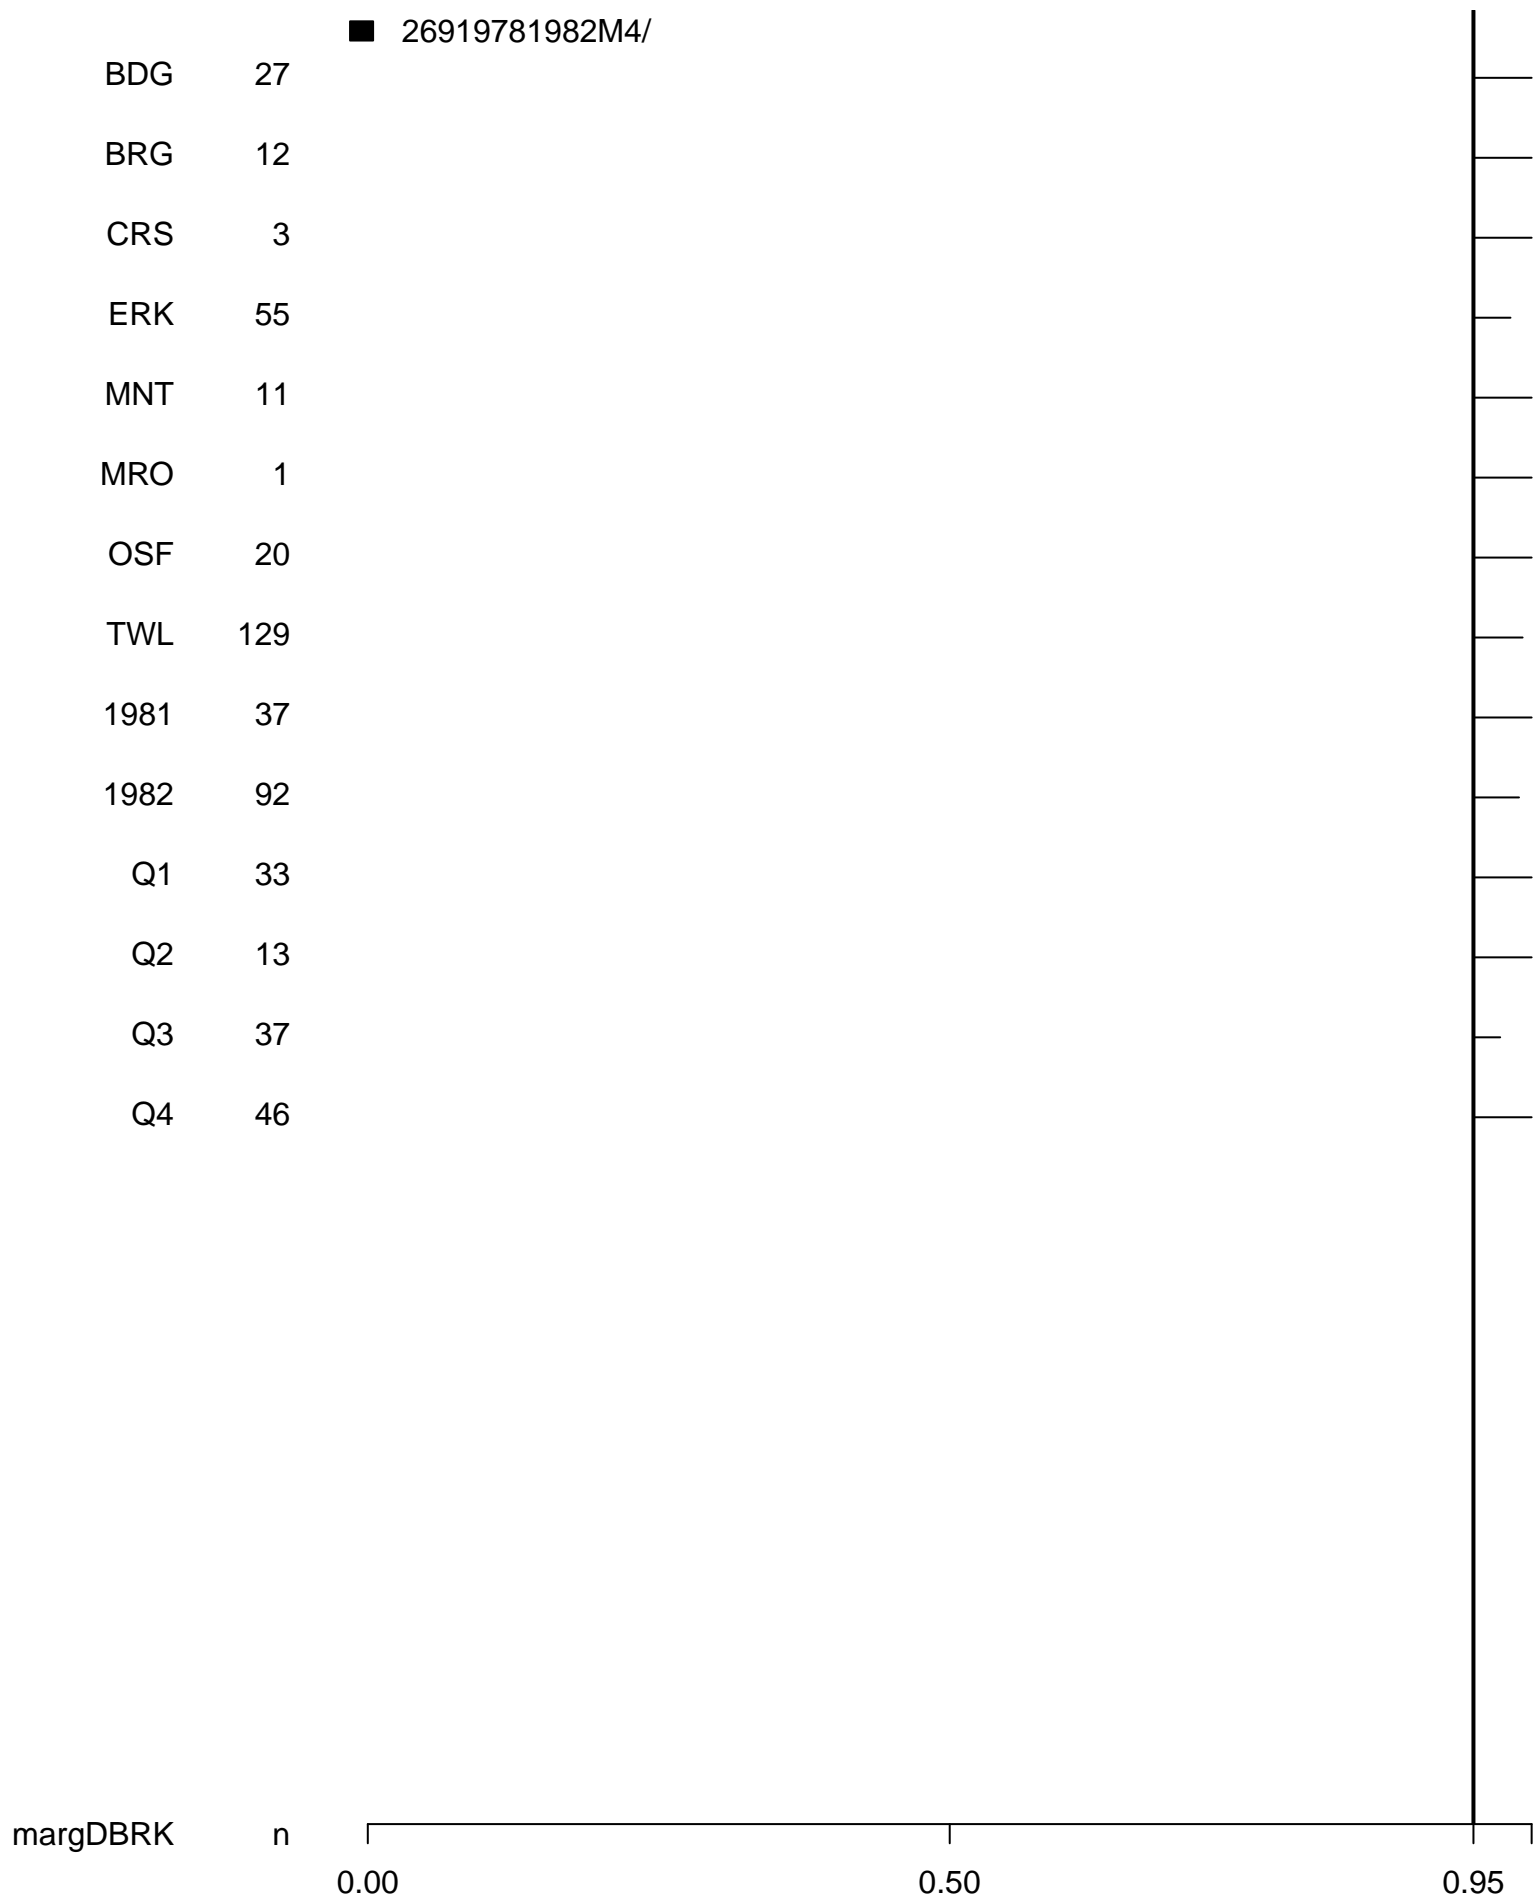 26919781982M4/
BDG 27
BRG 12
CRS 3
ERK 55
MNT 11
MRO 1
OSF 20
TWL 129
1981 37
1982 92
Q1 33
Q2 13
Q3 37
Q4 46
margDBRK n
0.00 0.50 0.95